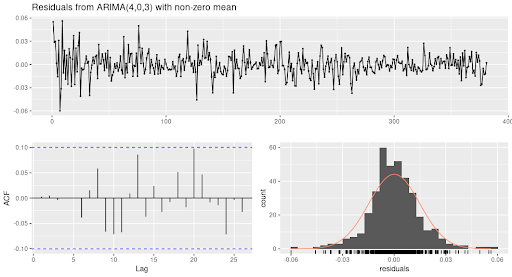 Residuals from ARIMA(4,0,3) with non-zero mean
0.06
0.03
0.00
-0.03
-0.06
0 100 200 300 400
0.10
0.05
0.00
-0.05
-0.10
ACF
0 5 10 15 20 25
Lag
60
40
20
0
count
-0.06 -0.03 0.00 0.03 0.06
residuals